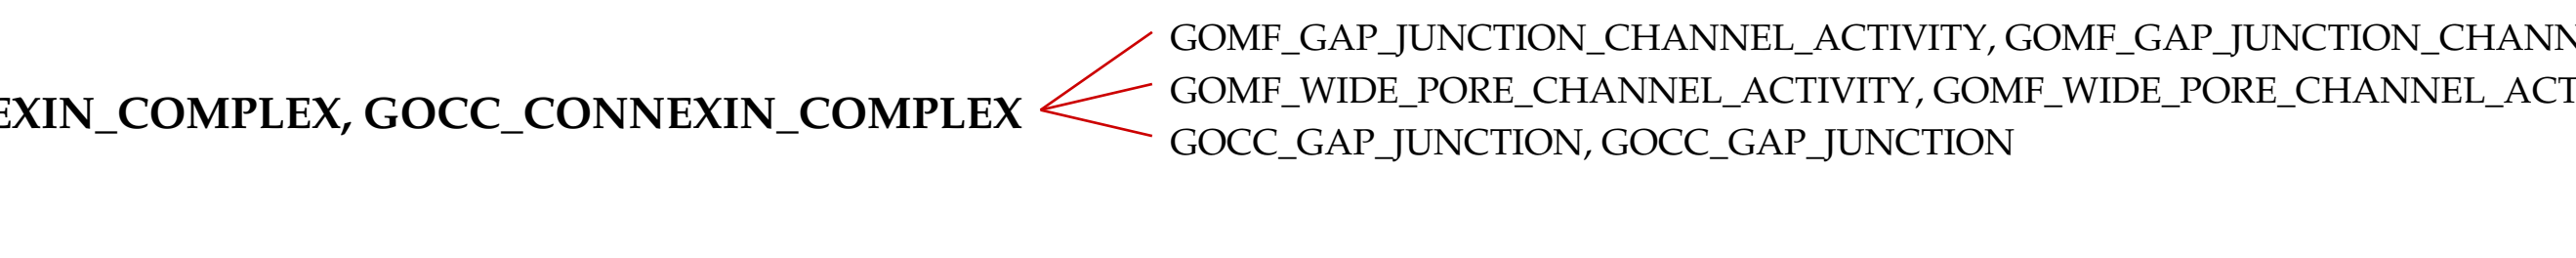 GOMF_GAP_JUNCTION_CHANNEL_ACTIVITY, GOMF_GAP_JUNCTION_CHANN
GOMF_WIDE_PORE_CHANNEL_ACTIVITY, GOMF_WIDE_PORE_CHANNEL_ACT
EXIN_COMPLEX, GOCC_CONNEXIN_COMPLEX
GOCC_GAP_JUNCTION, GOCC_GAP_JUNCTION